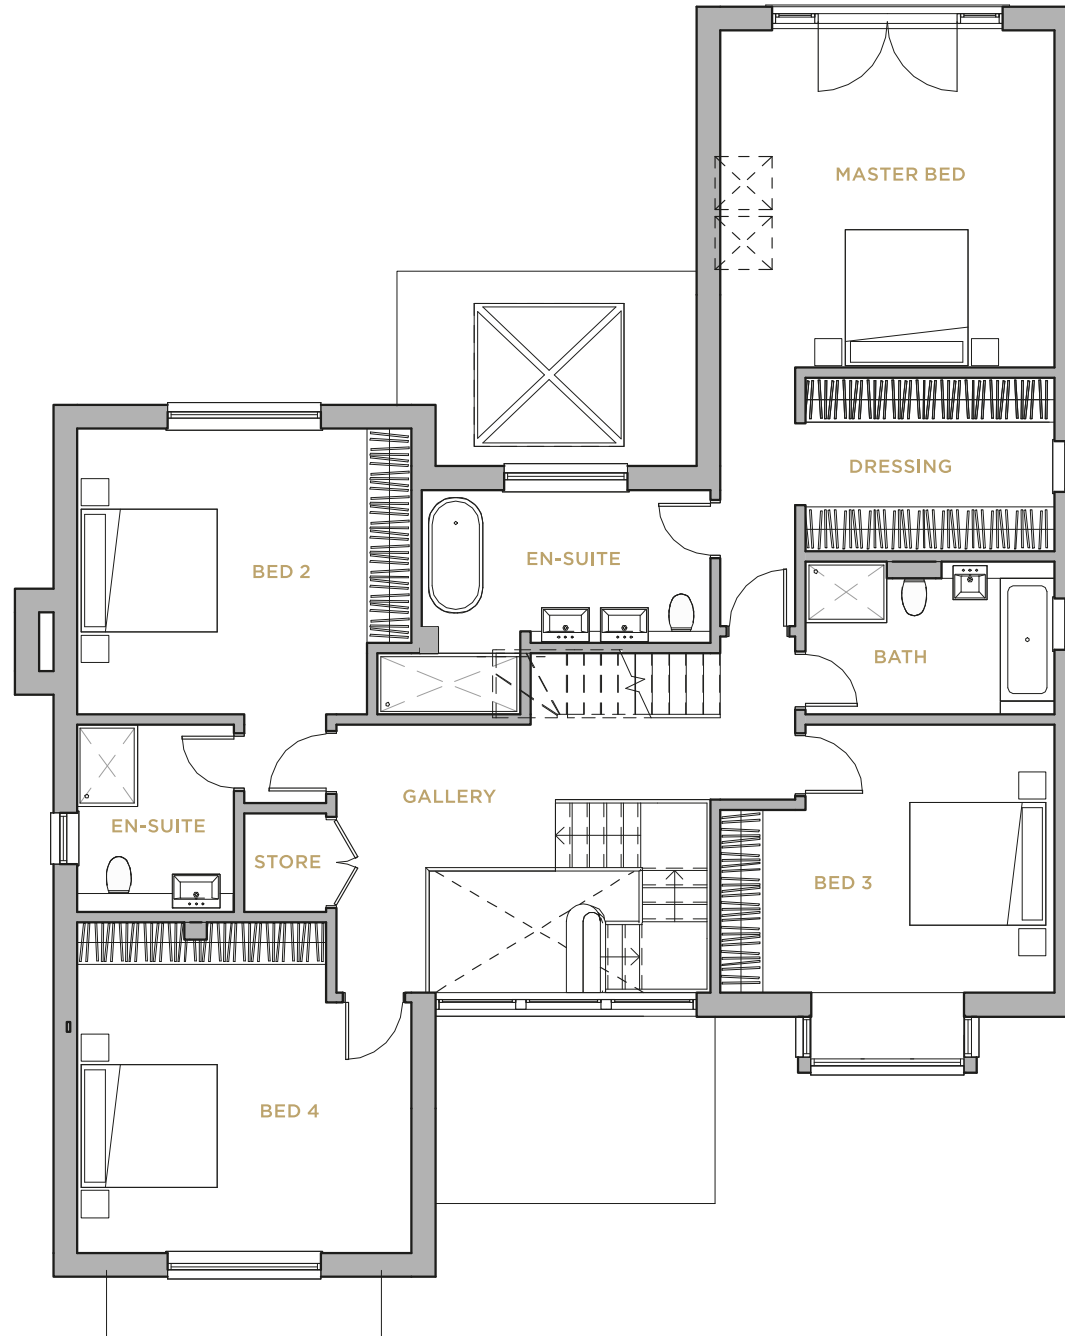 MASTER BED
DRESSING
EN-SUITE
BED 2
BATH
GALLERY
EN-SUITE
STORE
BED 3
BED 4